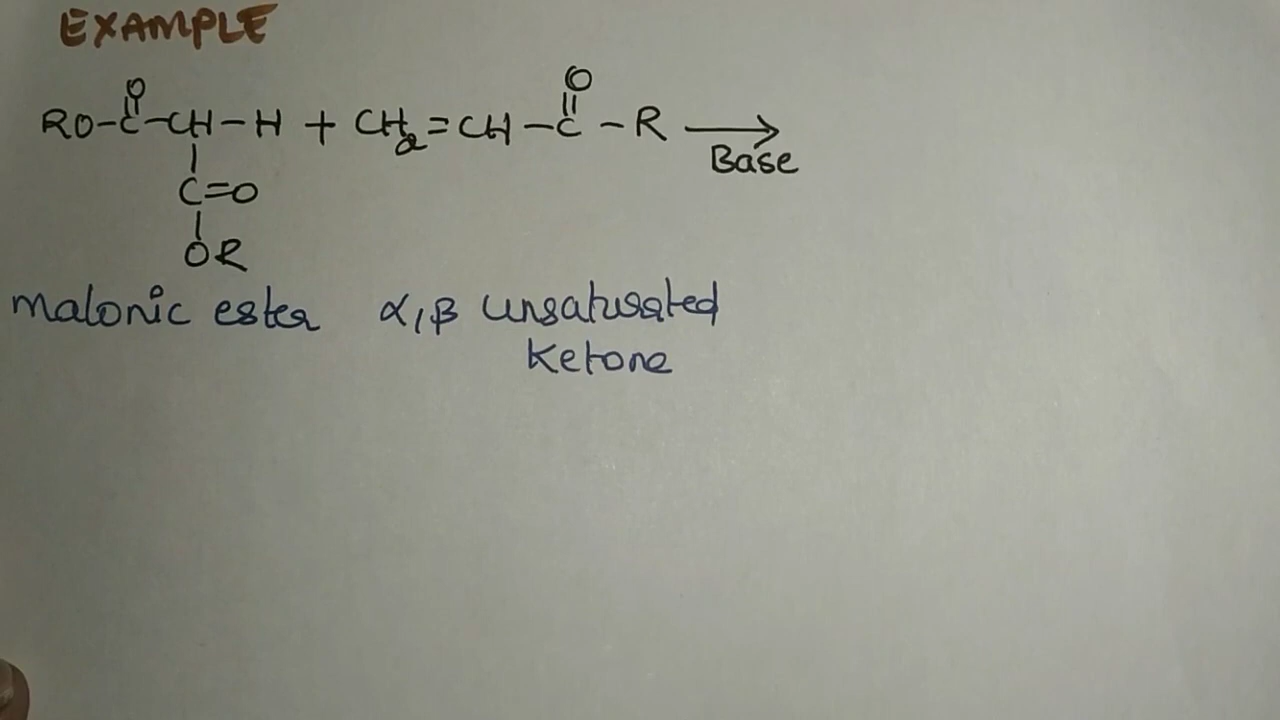 EXAMPLE
O O
RO-C-CH-H + CH2=CH-C-R →
Base
C=O
OR
Malonic ester α,β unsaturated
Ketone